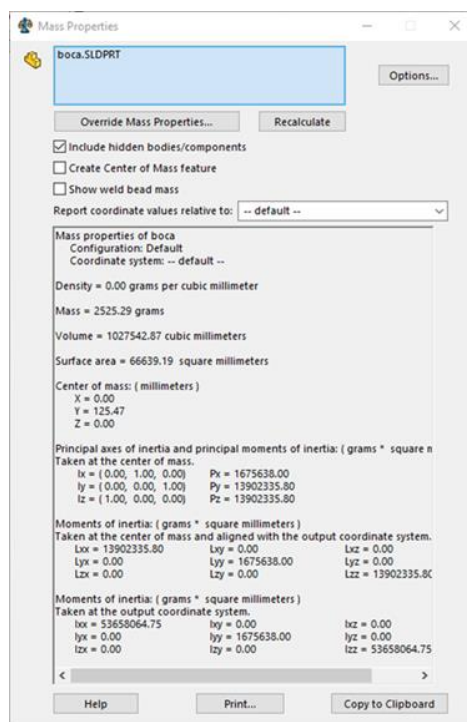 Mass Properties
boca.SLDPRT
Options...
Override Mass Properties...
Recalculate
Include hidden bodies/components
Create Center of Mass feature
Show weld bead mass
Report coordinate values relative to: -- default --
Mass properties of boca
Configuration: Default
Coordinate system: -- default --
Density = 0.00 grams per cubic millimeter
Mass = 2525.29 grams
Volume = 1027542.87 cubic millimeters
Surface area = 66639.19 square millimeters
Center of mass: ( millimeters )
X = 0.00
Y = 125.47
Z = 0.00
Principal axes of inertia and principal moments of inertia: ( grams * square m
Taken at the center of mass.
Ix = ( 0.00, 1.00, 0.00) Px = 1675638.00
Iy = ( 0.00, 0.00, 1.00) Py = 13902335.80
Iz = ( 1.00, 0.00, 0.00) Pz = 13902335.80
Moments of inertia: ( grams * square millimeters )
Taken at the center of mass and aligned with the output coordinate system.
Lxx = 13902335.80 Lxy = 0.00 Lxz = 0.00
Lyx = 0.00 Lyy = 1675638.00 Lyz = 0.00
Lzx = 0.00 Lzy = 0.00 Lzz = 13902335.80
Moments of inertia: ( grams * square millimeters )
Taken at the output coordinate system.
Ixx = 53658064.75 Ixy = 0.00 Ixz = 0.00
Iyx = 0.00 Iyy = 1675638.00 Iyz = 0.00
Izx = 0.00 Izy = 0.00 Izz = 53658064.75
Help
Print...
Copy to Clipboard